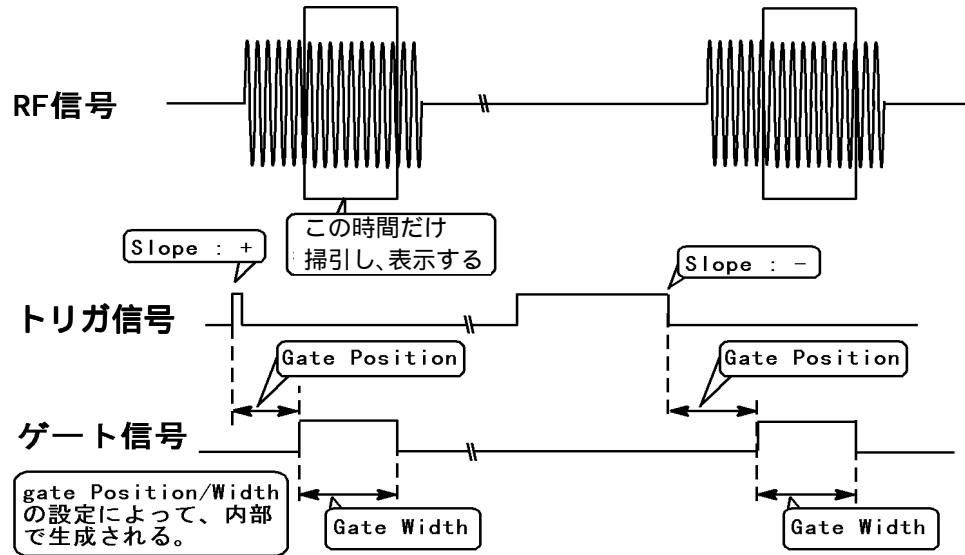 RF信号
この時間だけ
掃引し、表示する
Slope : +
Slope : −
トリガ信号
Gate Position
Gate Position
ゲート信号
gate Position/Width
の設定によって、内部
で生成される。
Gate Width
Gate Width